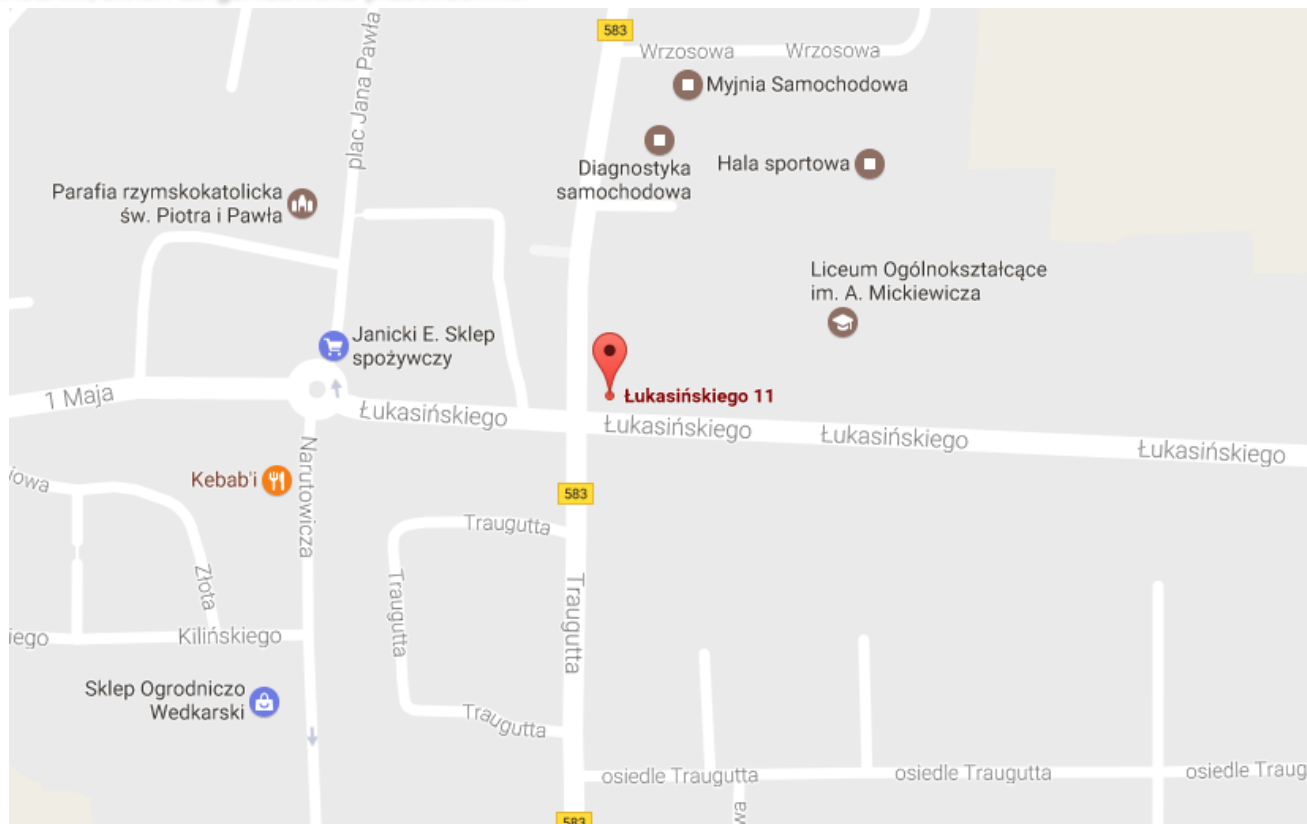 583
Wrzosowa
Wrzosowa
plac Jana Pawła
Myjnia Samochodowa
Diagnostyka
samochodowa
Hala sportowa
Parafia rzymskokatolicka
św. Piotra i Pawła
Liceum Ogólnokształcące
im. A. Mickiewicza
Janicki E. Sklep
spożywczy
1 Maja
Łukasińskiego 11
Łukasińskiego
Łukasińskiego
Łukasińskiego
Łukasińskiego
Narutowicza
Kebab'i
583
Traugutta
Traugutta
Traugutta
Złota
Kilińskiego
Sklep Ogrodniczo
Wedkarski
Traugutta
osiedle Traugutta
osiedle Traugutta
osiedle Traug
583